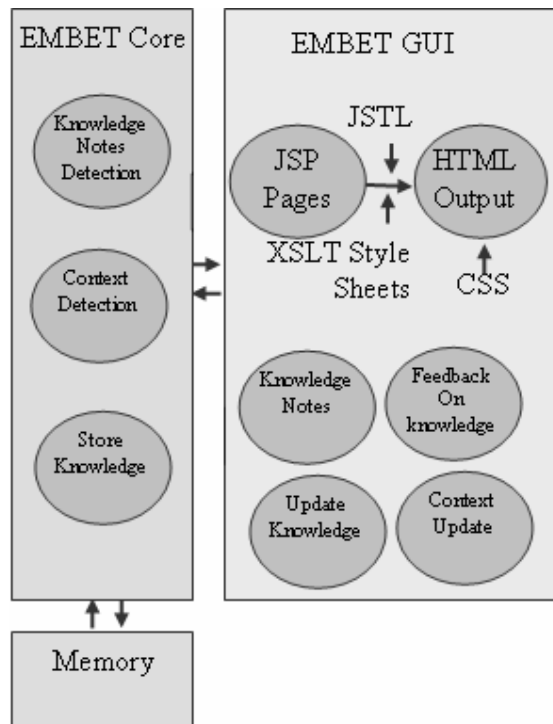 EMBET Core
Knowledge
Notes
Detection
Context
Detection
Store
Knowledge
Memory
EMBET GUI
JSTL
JSP
Pages
HTML
Output
XSLT Style
Sheets
CSS
Knowledge
Notes
Feedback
On
knowledge
Update
Knowledge
Context
Update